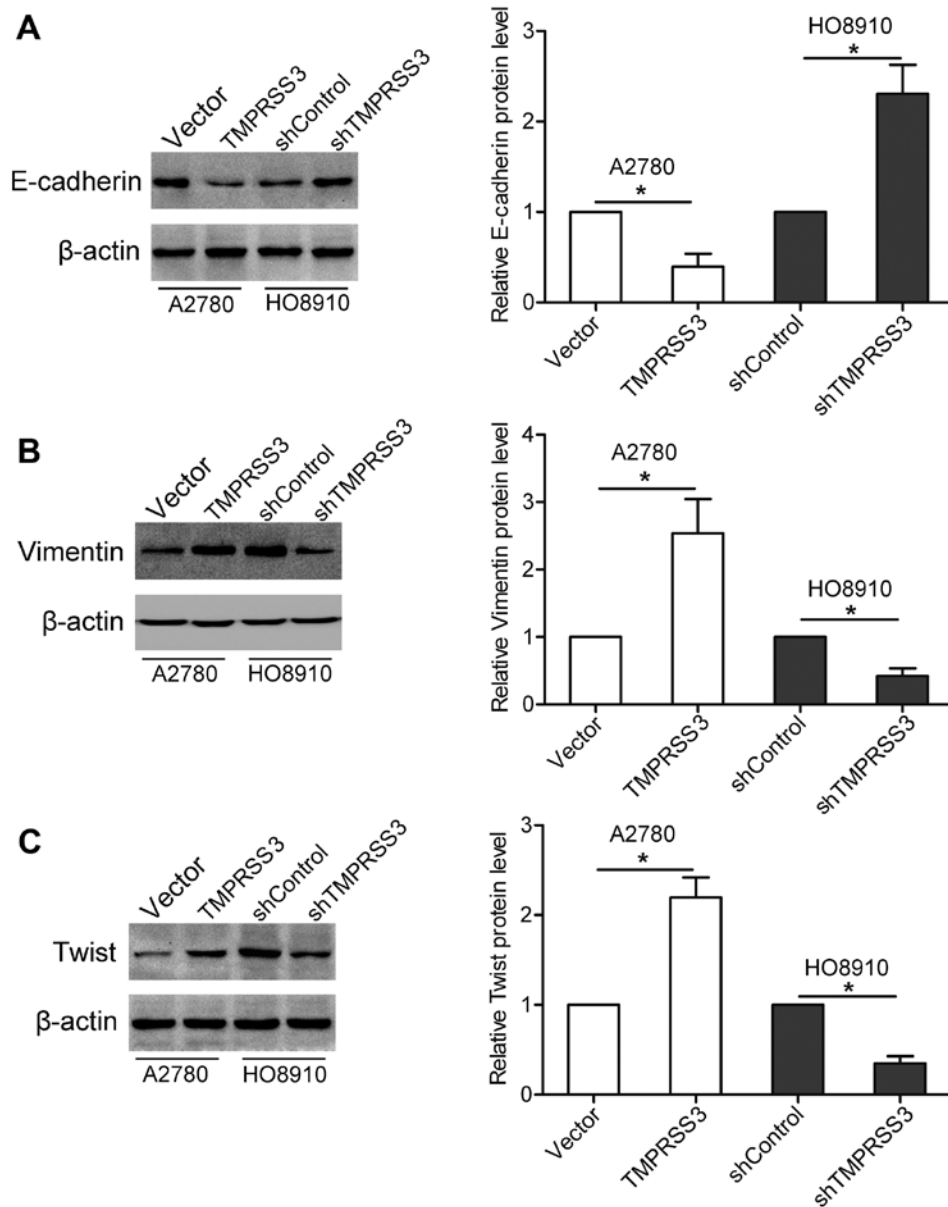 A
Vector
TMPRSS3
shControl
shTMPRSS3
E-cadherin
β-actin
A2780
HO8910
Relative E-cadherin protein level
3
2
1
0
A2780
*
HO8910
*
Vector
TMPRSS3
shControl
shTMPRSS3
B
Vector
TMPRSS3
shControl
shTMPRSS3
Vimentin
β-actin
A2780
HO8910
Relative Vimentin protein level
4
3
2
1
0
A2780
*
HO8910
*
Vector
TMPRSS3
shControl
shTMPRSS3
C
Vector
TMPRSS3
shControl
shTMPRSS3
Twist
β-actin
A2780
HO8910
Relative Twist protein level
3
2
1
0
A2780
*
HO8910
*
Vector
TMPRSS3
shControl
shTMPRSS3